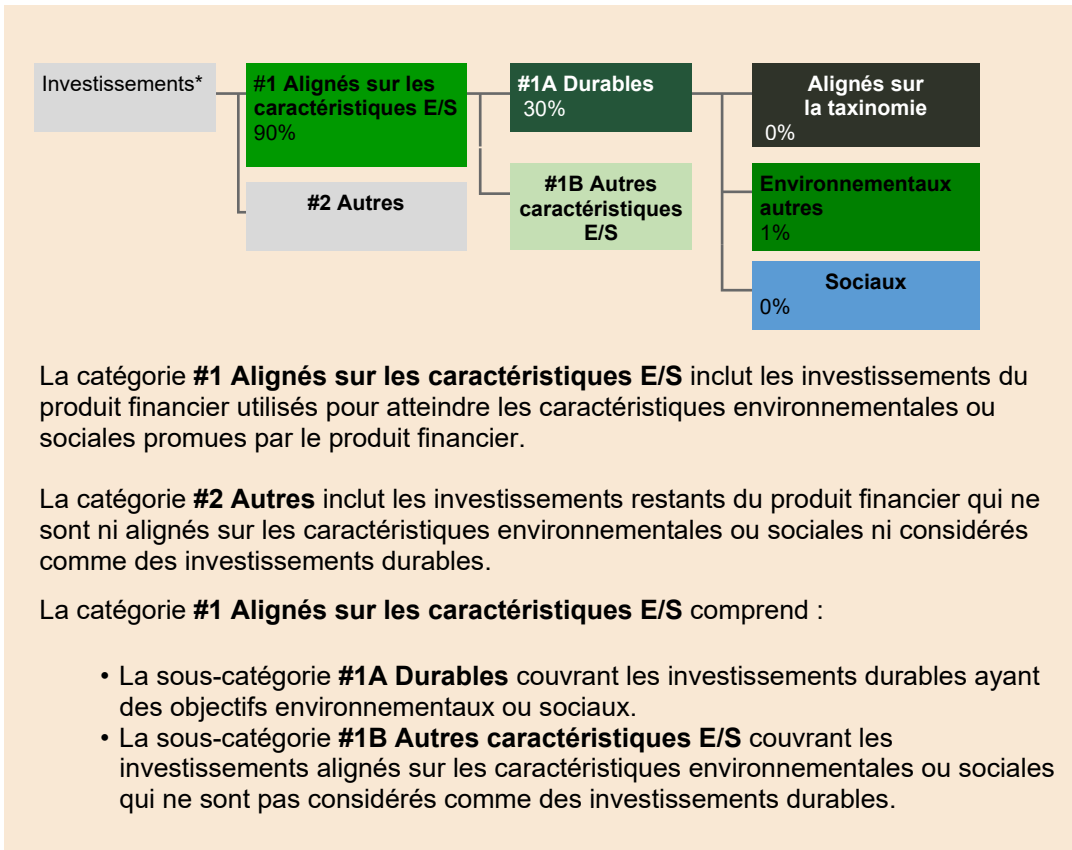 Investissements*
#1 Alignés sur les
caractéristiques E/S
90%
#2 Autres
#1A Durables
30%
#1B Autres
caractéristiques
E/S
Alignés sur
la taxinomie
0%
Environnementaux
autres
1%
Sociaux
0%
La catégorie #1 Alignés sur les caractéristiques E/S inclut les investissements du
produit financier utilisés pour atteindre les caractéristiques environnementales ou
sociales promues par le produit financier.
La catégorie #2 Autres inclut les investissements restants du produit financier qui ne
sont ni alignés sur les caractéristiques environnementales ou sociales ni considérés
comme des investissements durables.
La catégorie #1 Alignés sur les caractéristiques E/S comprend :
• La sous-catégorie #1A Durables couvrant les investissements durables ayant
des objectifs environnementaux ou sociaux.
• La sous-catégorie #1B Autres caractéristiques E/S couvrant les
investissements alignés sur les caractéristiques environnementales ou sociales
qui ne sont pas considérés comme des investissements durables.